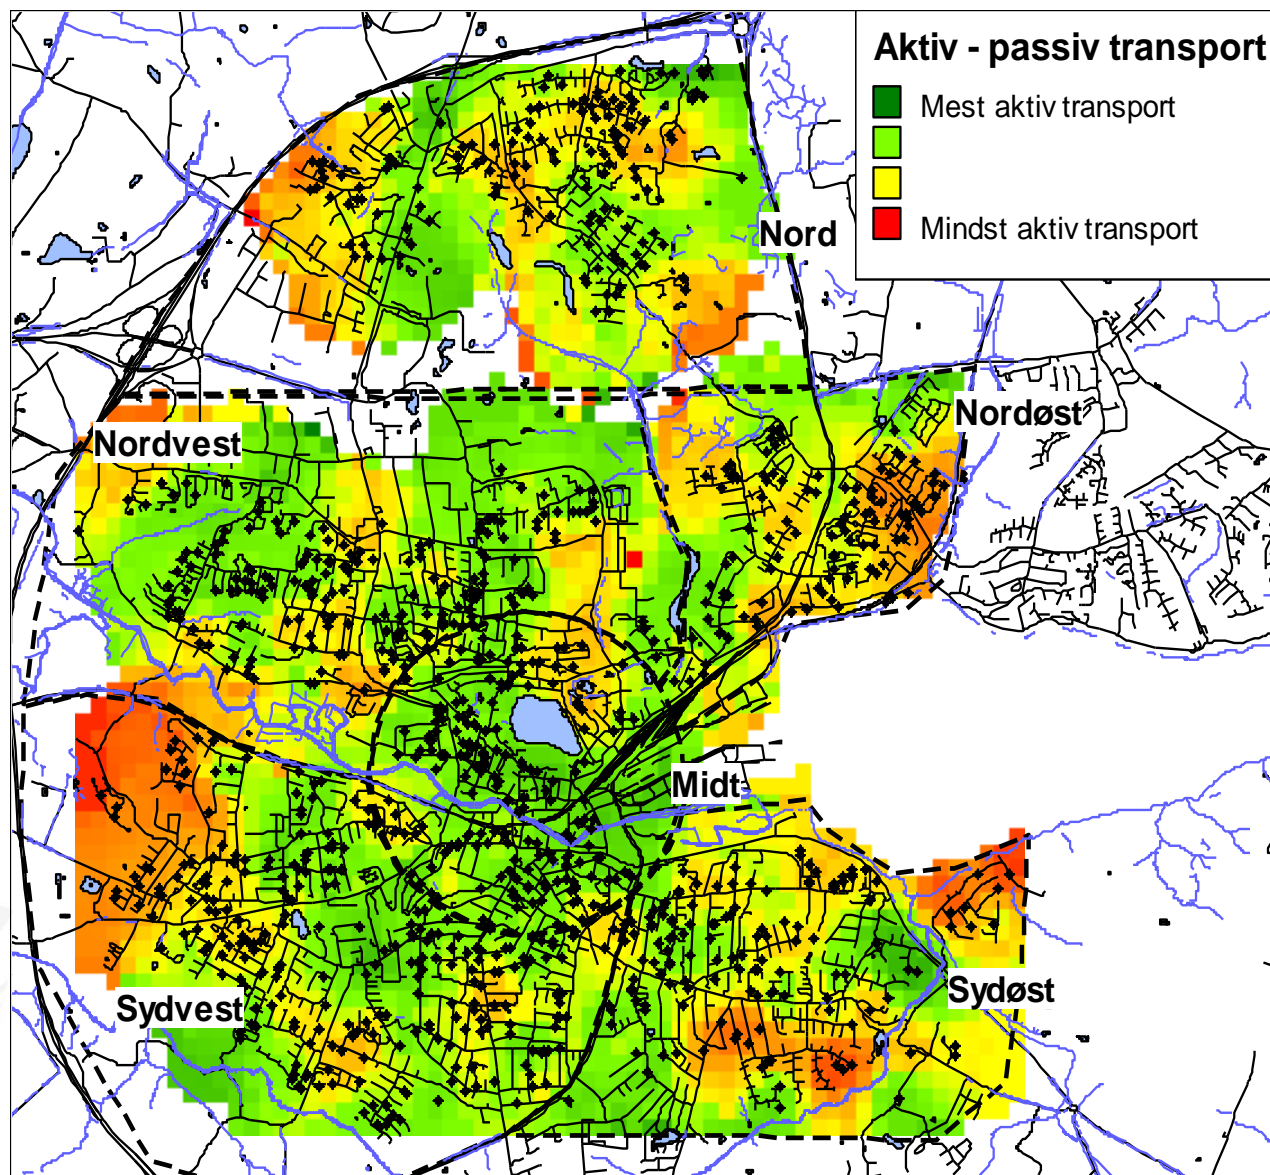 Aktiv - passiv transport
Mest aktiv transport
Mindst aktiv transport
Nord
Nordøst
Nordvest
Midt
Sydvest
Sydøst